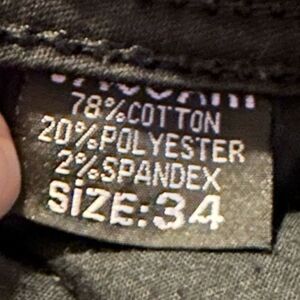 78%COTTON
20%POLYESTER
2%SPANDEX
SiZE:34